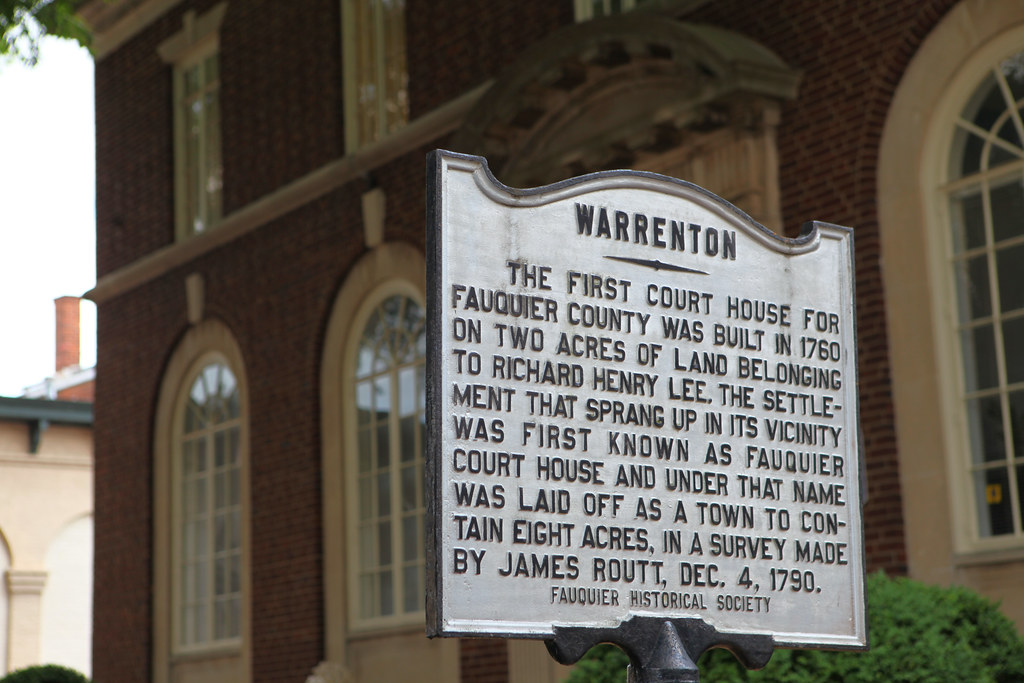 WARRENTON
THE FIRST COURT HOUSE FOR
FAUQUIER COUNTY WAS BUILT IN 1760
ON TWO ACRES OF LAND BELONGING
TO RICHARD HENRY LEE. THE SETTLE-
MENT THAT SPRANG UP IN ITS VICINITY
WAS FIRST KNOWN AS FAUQUIER
COURT HOUSE AND UNDER THAT NAME
WAS LAID OFF AS A TOWN TO CON-
TAIN EIGHT ACRES, IN A SURVEY MADE
BY JAMES ROUTT, DEC. 4, 1790.
FAUQUIER HISTORICAL SOCIETY